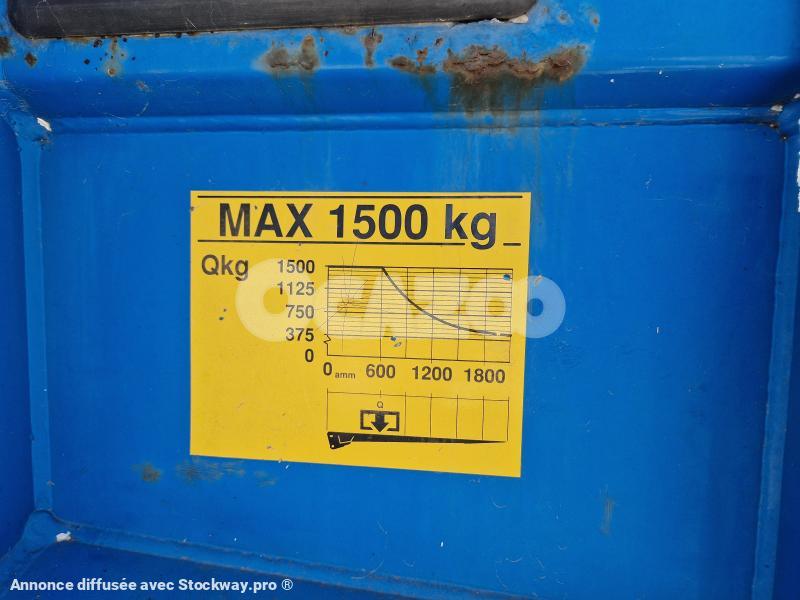 MAX 1500 kg
Qkg 1500
1125
750
375
0
0 amm 600 1200 1800
Q
OCAZOO
Annonce diffusée avec Stockway.pro ®